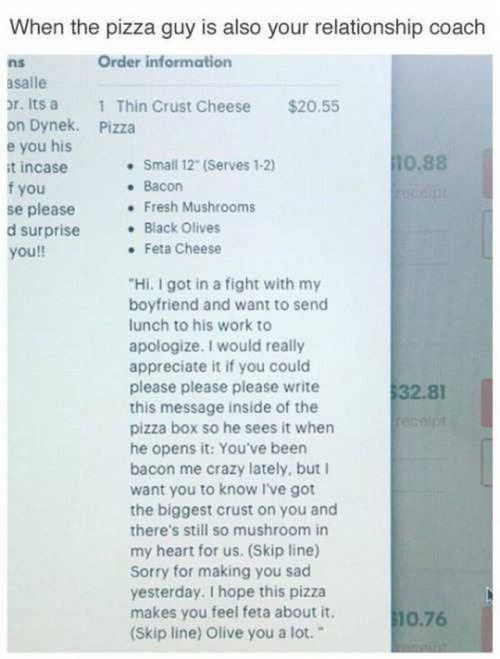 When the pizza guy is also your relationship coach
ns
asalle
or. Its a
on Dynek.
e you his
st incase
f you
se please
d surprise
you!!
Order information
1 Thin Crust Cheese Pizza $20.55
• Small 12" (Serves 1-2)
• Bacon
• Fresh Mushrooms
• Black Olives
• Feta Cheese
"Hi. I got in a fight with my
boyfriend and want to send
lunch to his work to
apologize. I would really
appreciate it if you could
please please please write
this message inside of the
pizza box so he sees it when
he opens it: You've been
bacon me crazy lately, but I
want you to know I've got
the biggest crust on you and
there's still so mushroom in
my heart for us. (Skip line)
Sorry for making you sad
yesterday. I hope this pizza
makes you feel feta about it.
(Skip line) Olive you a lot. "
$10.88
receipt
$32.81
receipt
$10.76
receipt